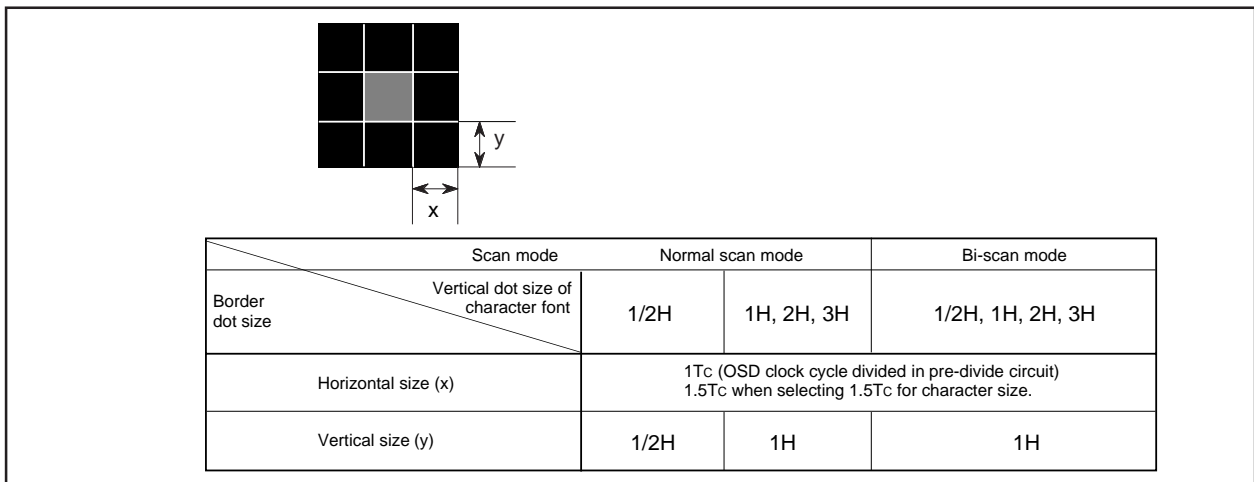 y
x
Scan mode Normal scan mode Bi-scan mode
Border
dot size
Vertical dot size of
character font
1/2H 1H, 2H, 3H 1/2H, 1H, 2H, 3H
Horizontal size (x)
1TC (OSD clock cycle divided in pre-divide circuit)
1.5TC when selecting 1.5TC for character size.
Vertical size (y) 1/2H 1H 1H